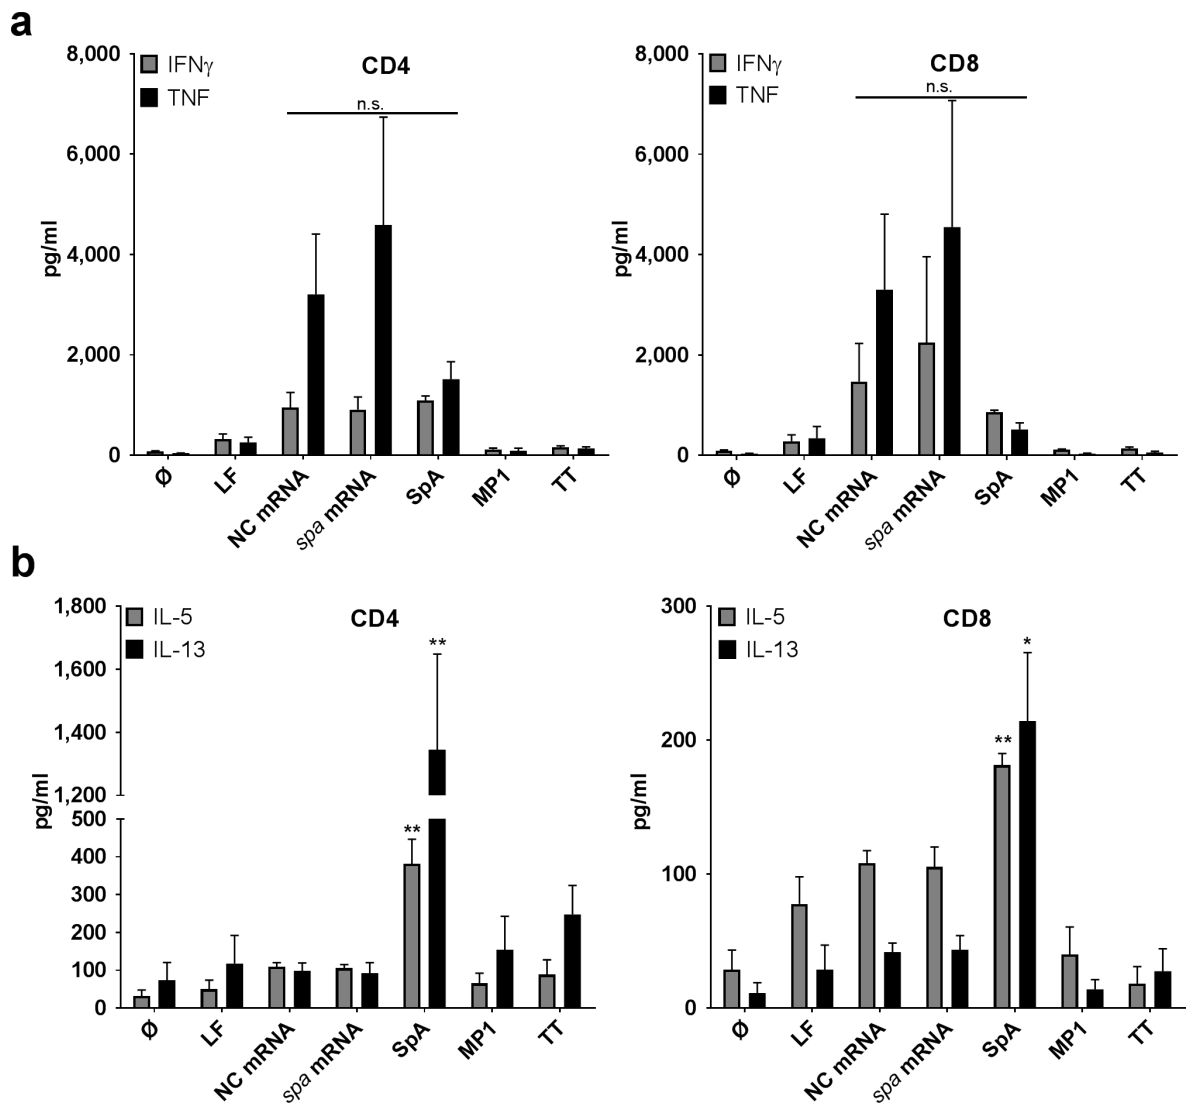 a
8,000
6,000
4,000
2,000
0
pg/ml
IFNγ
TNF
CD4
n.s.
Ø
LF
NC mRNA
spa mRNA
SpA
MP1
TT
8,000
6,000
4,000
2,000
0
pg/ml
IFNγ
TNF
CD8
n.s.
Ø
LF
NC mRNA
spa mRNA
SpA
MP1
TT
b
1,800
1,600
1,400
1,200
500
400
300
200
100
0
pg/ml
IL-5
IL-13
CD4
**
**
Ø
LF
NC mRNA
spa mRNA
SpA
MP1
TT
300
200
100
0
pg/ml
IL-5
IL-13
CD8
*
**
Ø
LF
NC mRNA
spa mRNA
SpA
MP1
TT